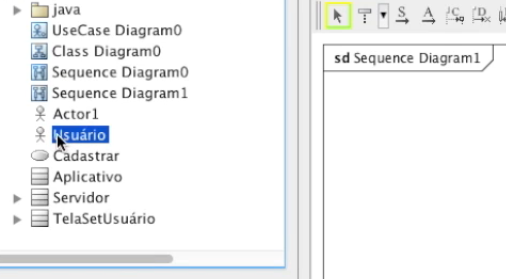 java
UseCase Diagram0
Class Diagram0
Sequence Diagram0
Sequence Diagram1
Actor1
Usuário
Cadastrar
Aplicativo
Servidor
TelaSetUsuário
T S A
sd Sequence Diagram1